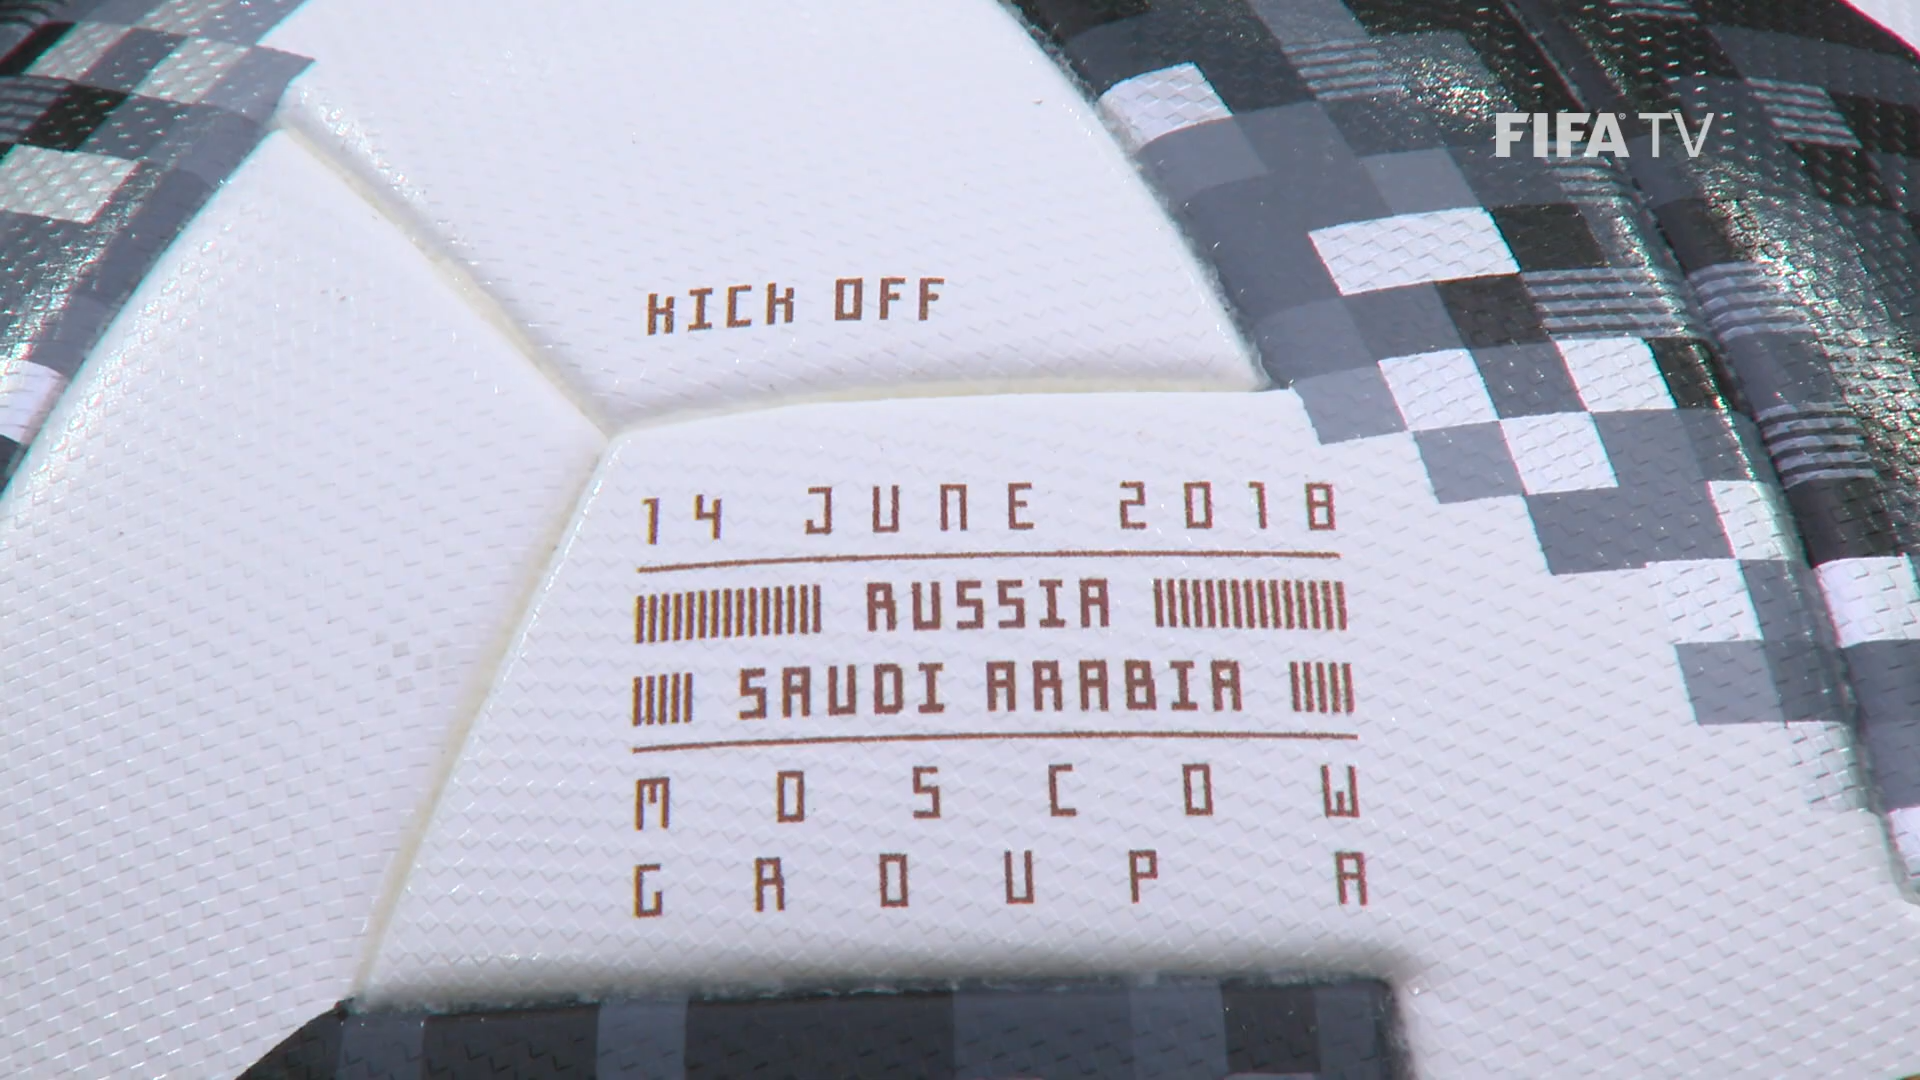 FIFA TV
KICK OFF
14 JUNE 2018
RUSSIA
SAUDI ARABIA
MOSCOW
GROUP A